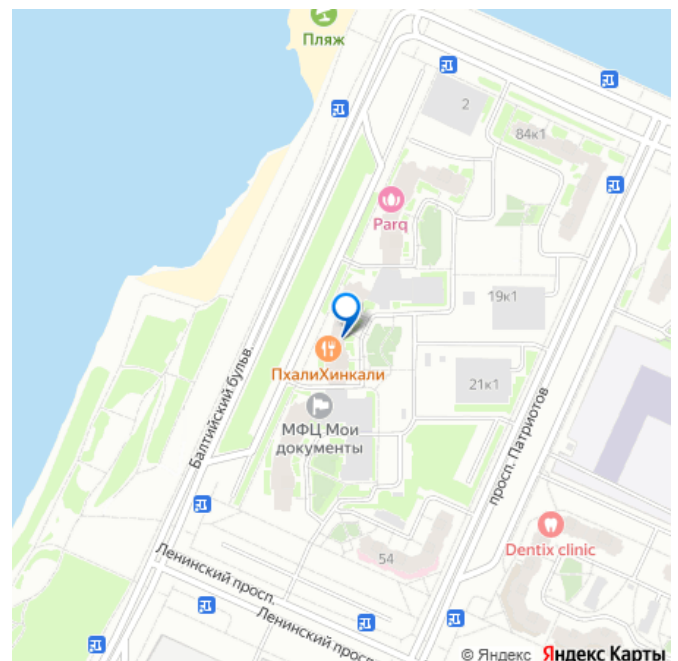 Пляж
2
84к1
Parq
19к1
ПхалиХинкали
21к1
МФЦ Мои
документы
Балтийский бульв.
просп. Патриотов
Dentix clinic
54
Ленинский просп.
Ленинский просп
© Яндекс Яндекс Карты